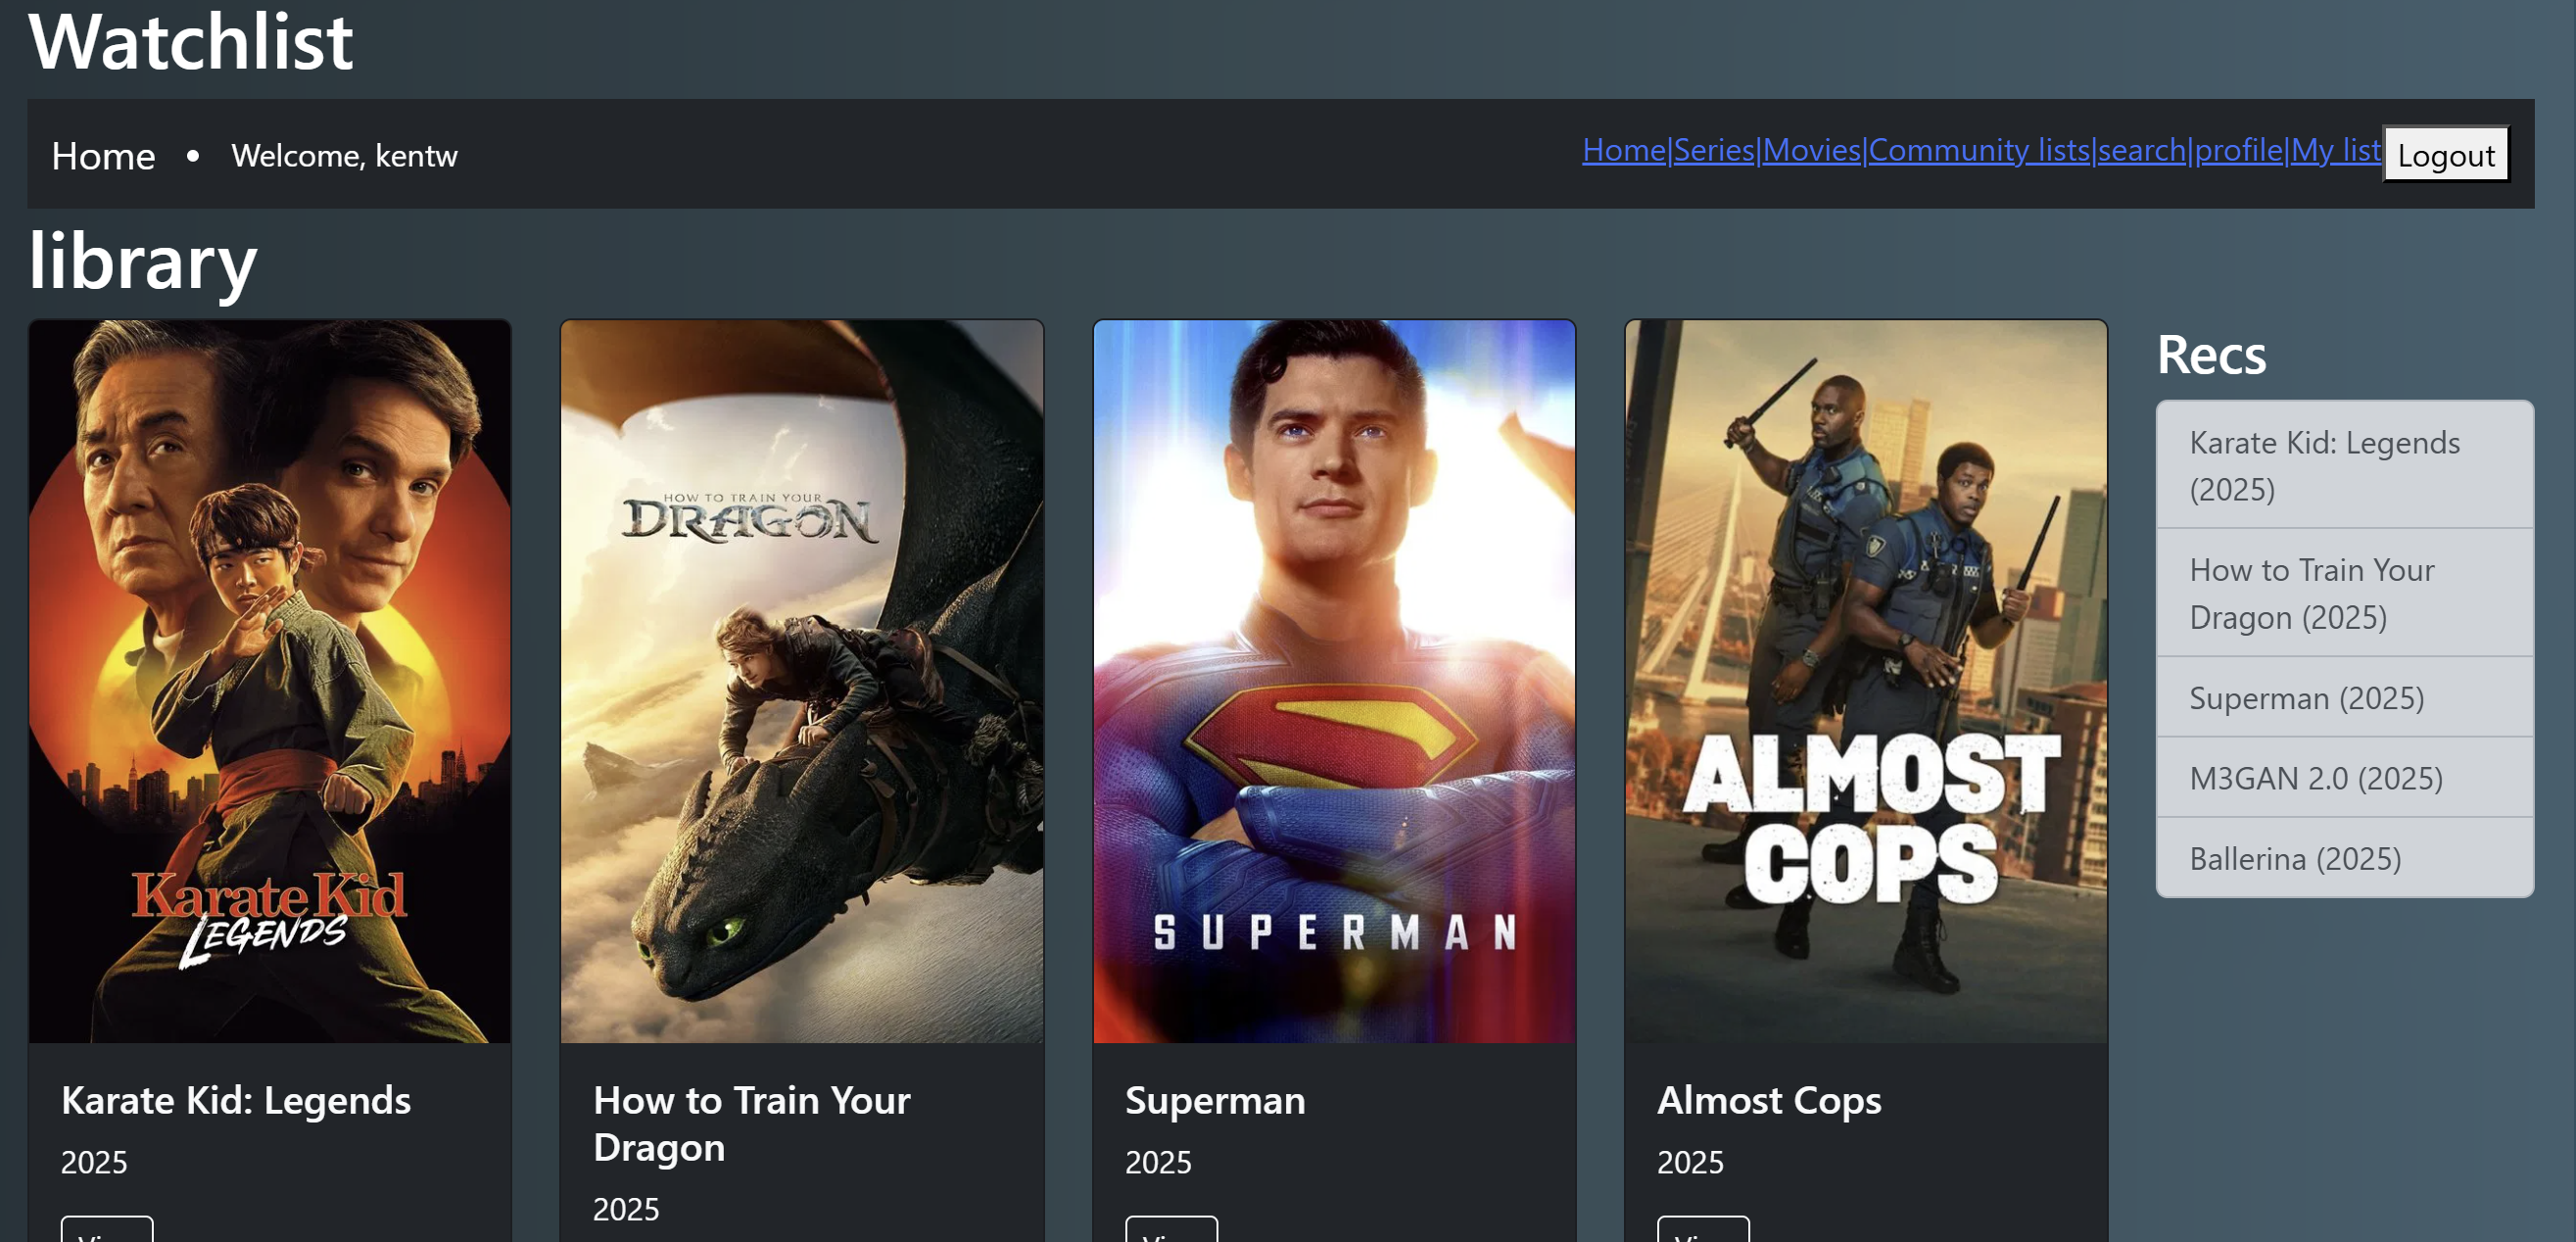 Watchlist
Home • Welcome, kentw
Home|Series|Movies|Community lists|search|profile|My list
Logout
library
HOW TO TRAIN YOUR
DRAGON
Karate Kid
LEGENDS
SUPERMAN
ALMOST
COPS
Karate Kid: Legends
2025
How to Train Your
Dragon
2025
Superman
2025
Almost Cops
2025
Recs
Karate Kid: Legends
(2025)
How to Train Your
Dragon (2025)
Superman (2025)
M3GAN 2.0 (2025)
Ballerina (2025)